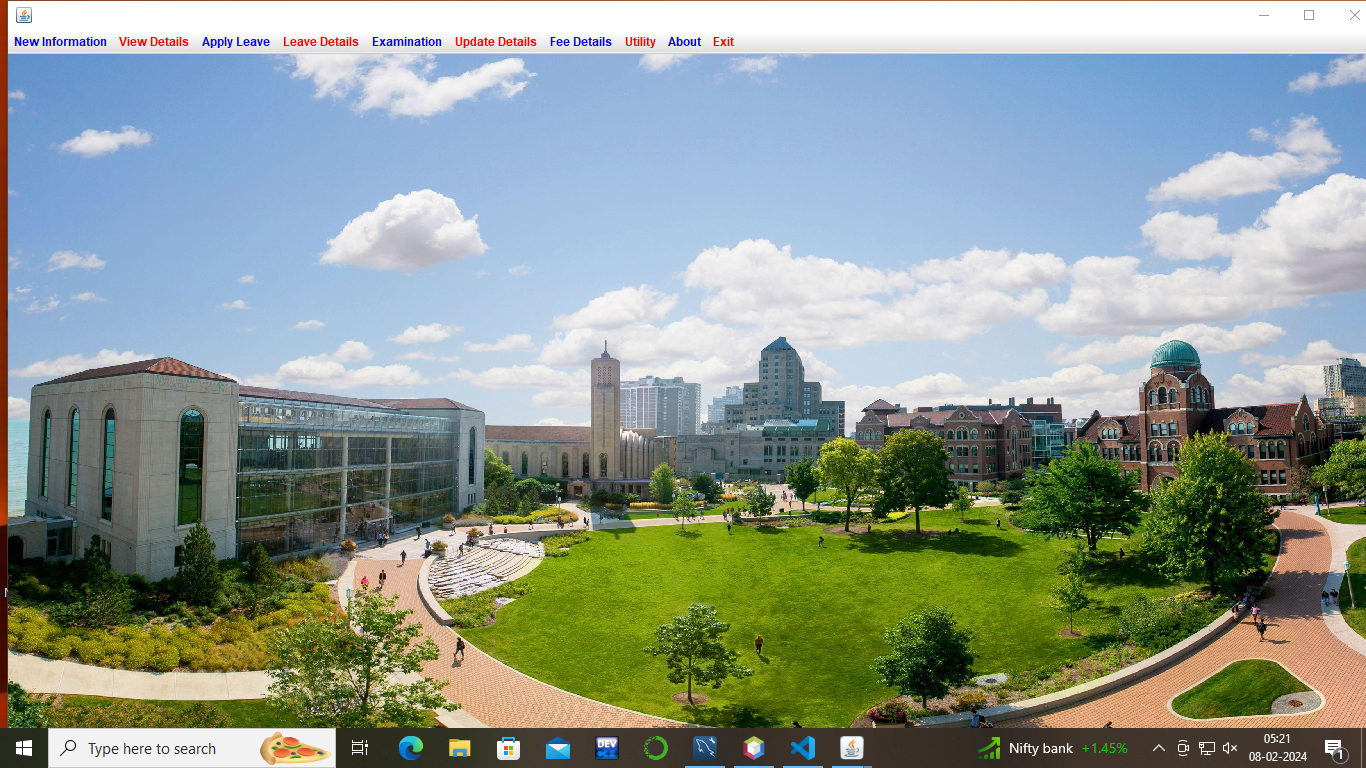 New Information View Details Apply Leave Leave Details Examination Update Details Fee Details Utility About Exit
Type here to search
DEV
Nifty bank +1.45%
05:21
08-02-2024
1